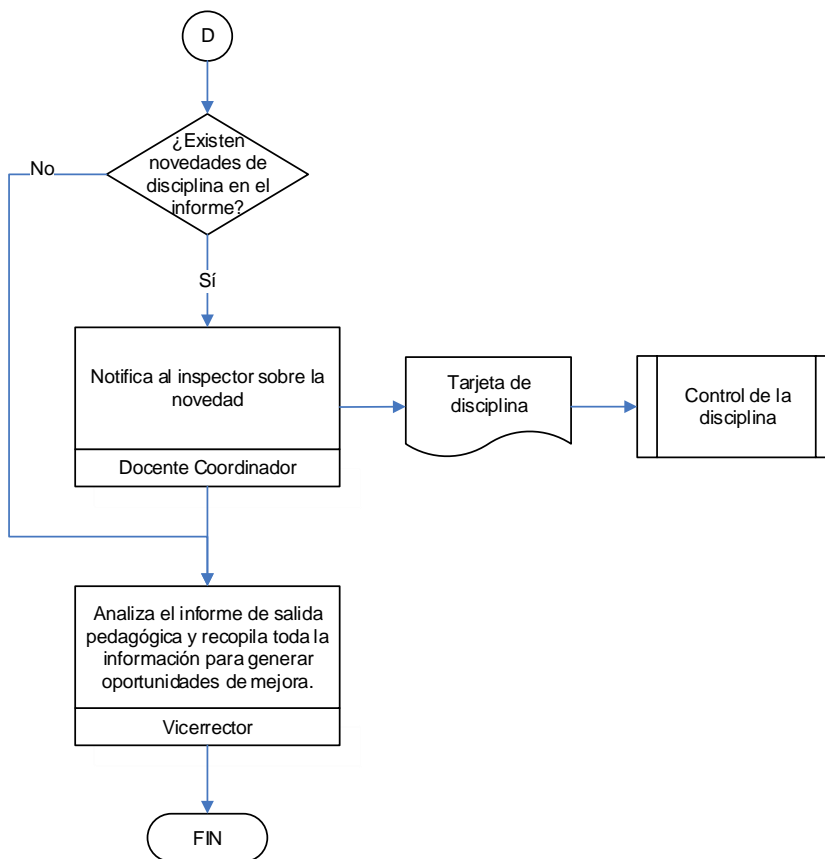 D
¿Existen
novedades de
disciplina en el
informe?
No
Sí
Notifica al inspector sobre la
novedad
Docente Coordinador
Tarjeta de
disciplina
Control de la
disciplina
Analiza el informe de salida
pedagógica y recopila toda la
información para generar
oportunidades de mejora.
Vicerrector
FIN